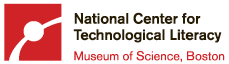 National Center for
Technological Literacy
Museum of Science, Boston